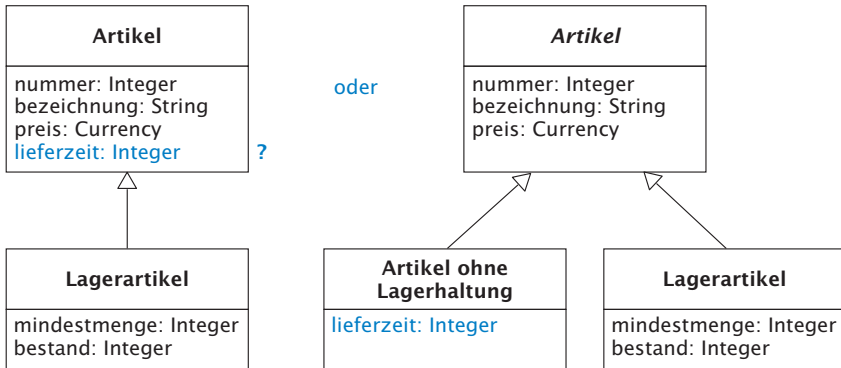 Artikel
nummer: Integer
bezeichnung: String
preis: Currency
lieferzeit: Integer
?
oder
Artikel
nummer: Integer
bezeichnung: String
preis: Currency
Lagerartikel
mindestmenge: Integer
bestand: Integer
Artikel ohne
Lagerhaltung
lieferzeit: Integer
Lagerartikel
mindestmenge: Integer
bestand: Integer